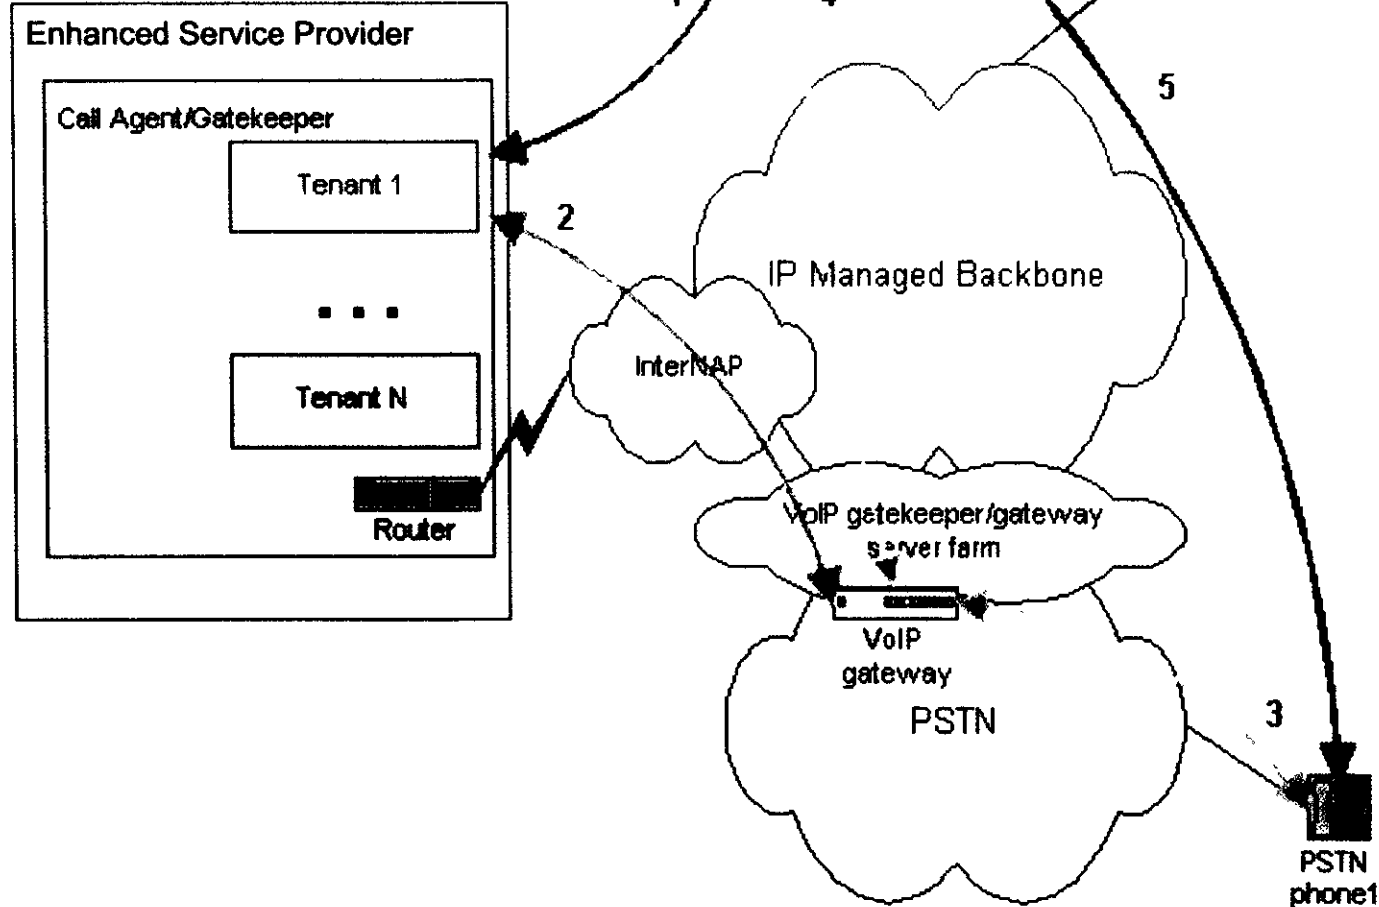 Enhanced Service Provider
5
Call Agent/Gatekeeper
Tenant 1
2
IP Managed Backbone
. . .
InterNAP
Tenant N
VoIP gatekeeper/gateway
server farm
Router
VoIP
gateway
PSTN
3
PSTN
phone1